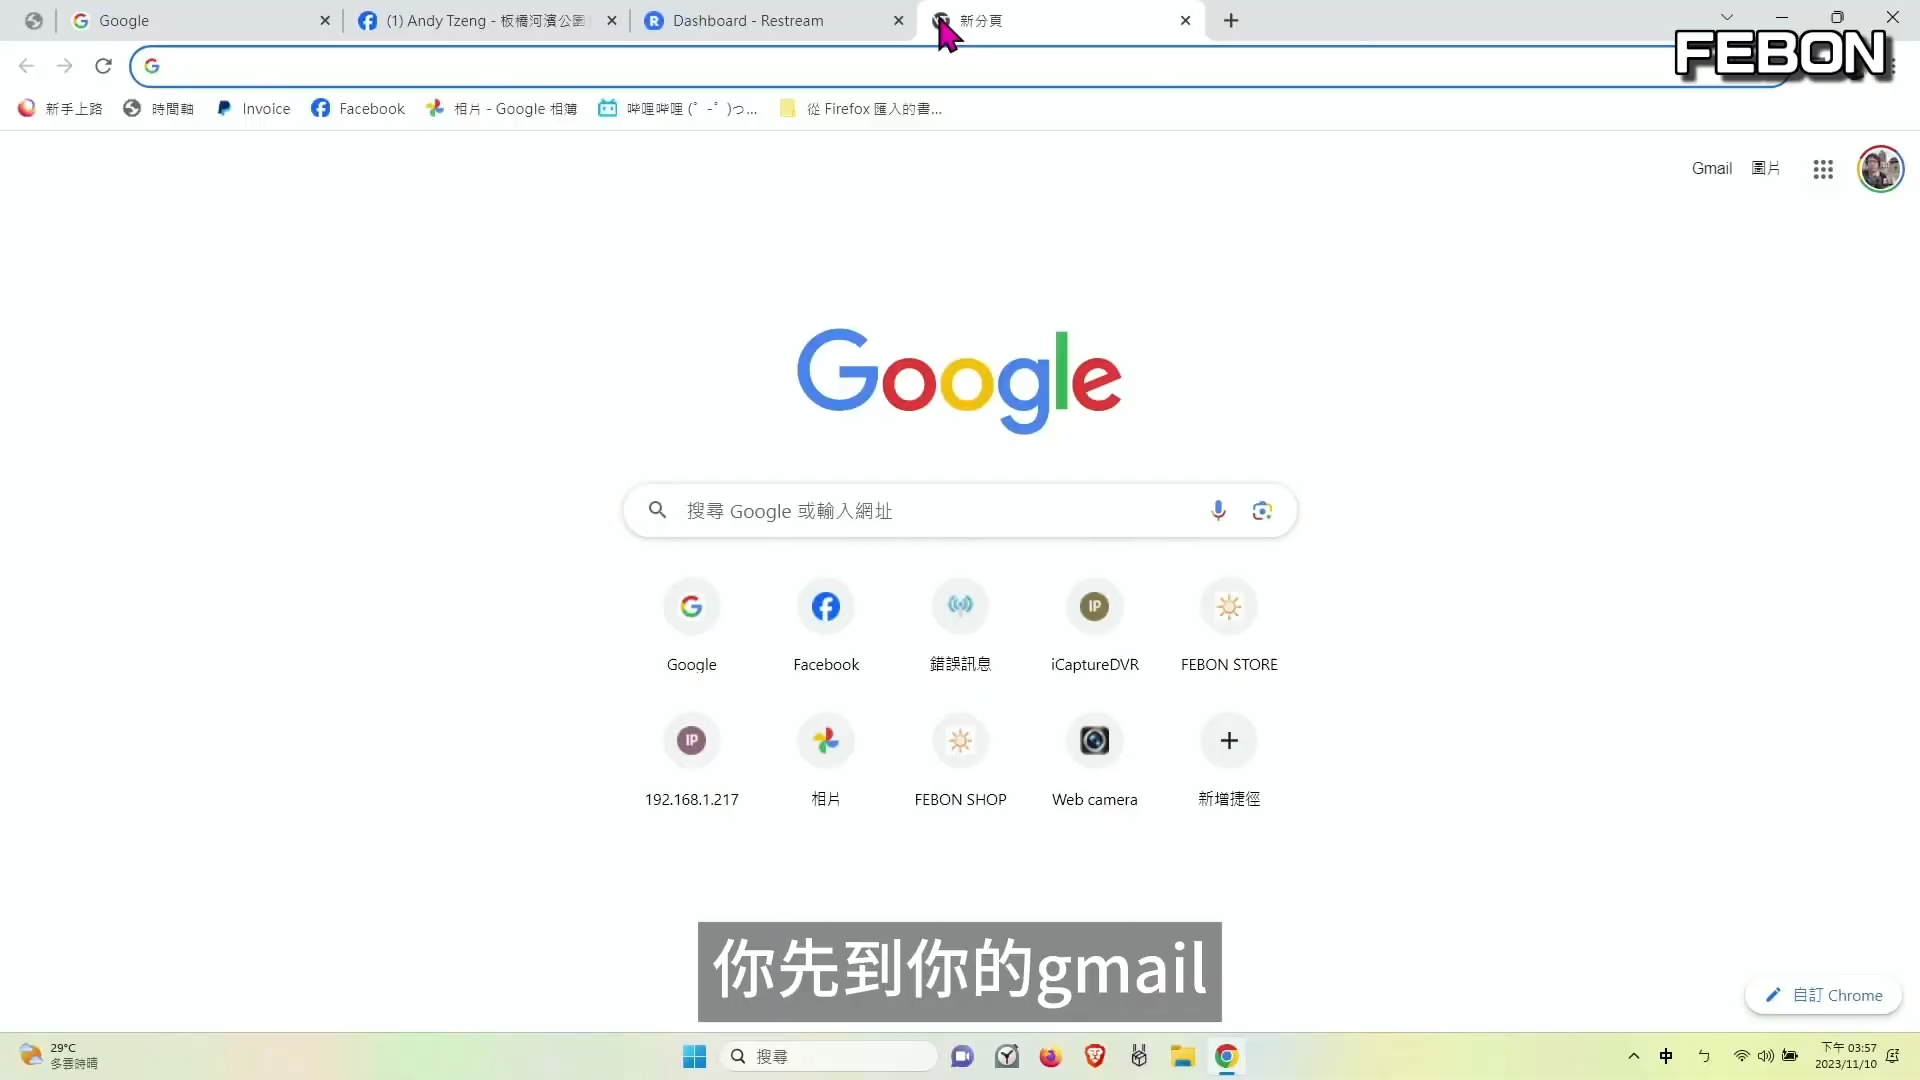 Google
(1) Andy Tzeng - 板橋河濱公園
Dashboard - Restream
新分頁
FEBON
新手上路
時間軸
Invoice
Facebook
相片 - Google 相簿
哔哩哔哩 (゜-゜)つ...
從 Firefox 匯入的書...
Gmail
圖片
Google
搜尋 Google 或輸入網址
Google
Facebook
錯誤訊息
iCaptureDVR
FEBON STORE
192.168.1.217
相片
FEBON SHOP
Web camera
新增捷徑
你先到你的gmail
自訂 Chrome
29°C
多雲時晴
搜尋
中
ㄅ
下午 03:57
2023/11/10